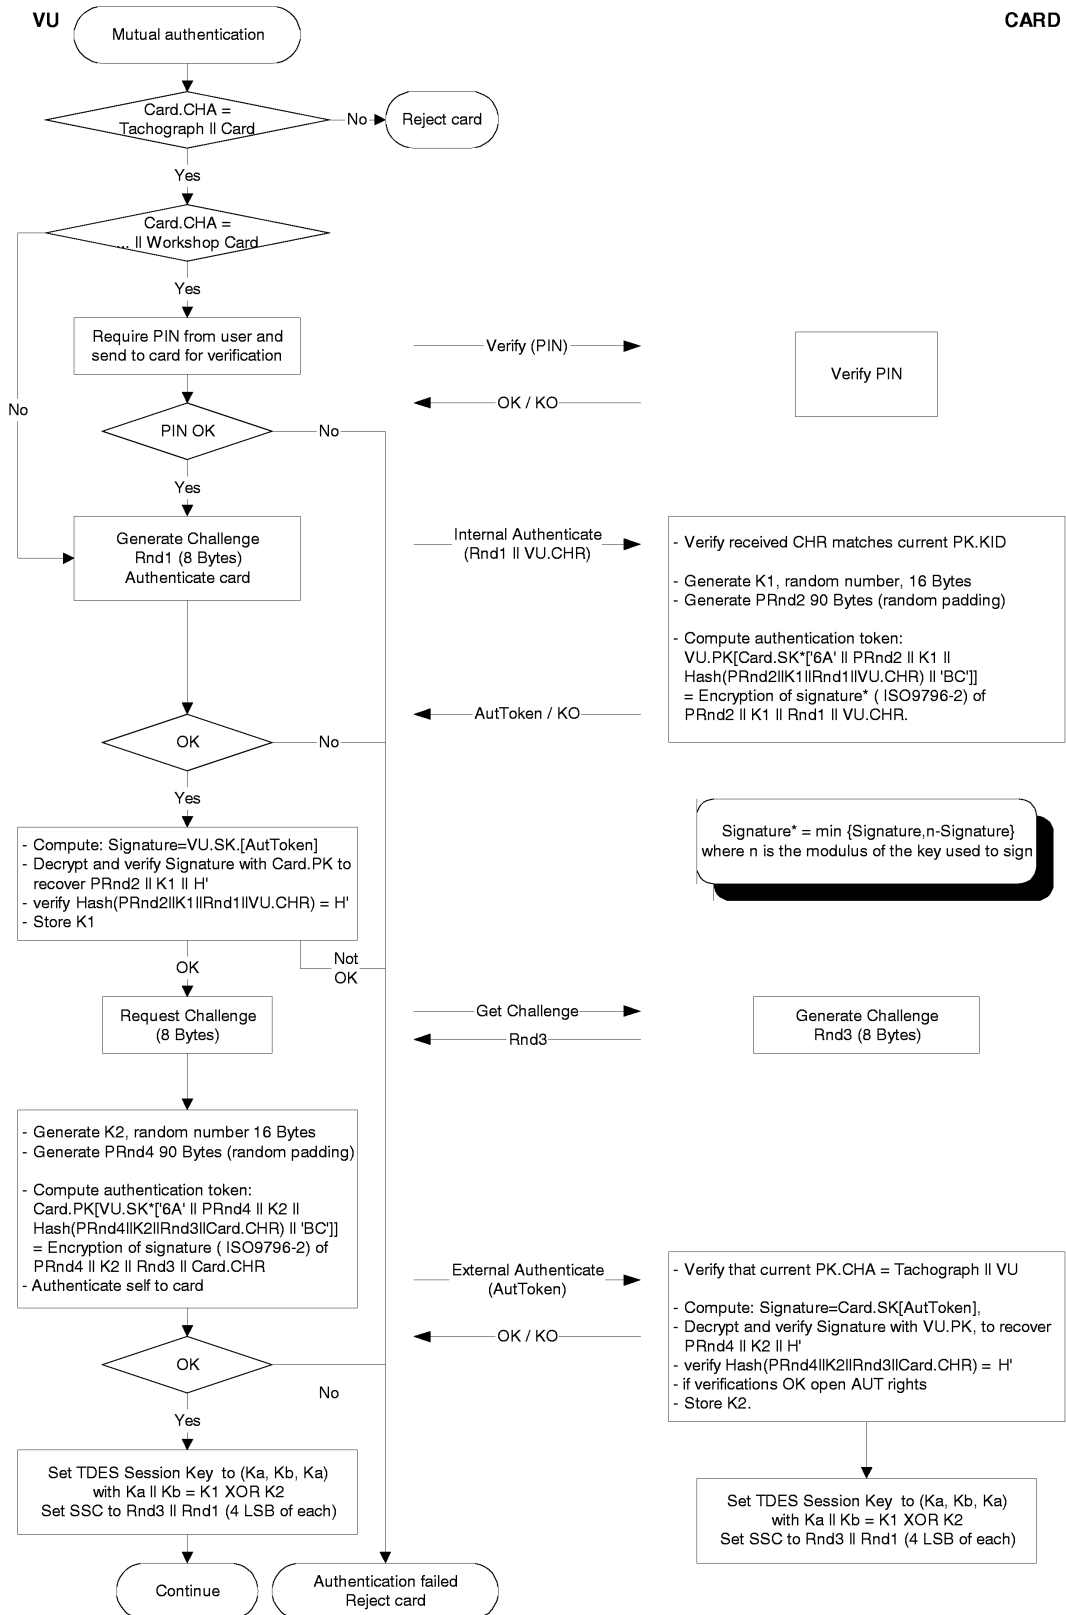 VU
CARD
Mutual authentication
Card.CHA =
Tachograph || Card
No
Reject card
Yes
Card.CHA =
... || Workshop Card
Yes
Require PIN from user and
send to card for verification
Verify (PIN)
Verify PIN
OK / KO
No
PIN OK
No
Yes
Generate Challenge
Rnd1 (8 Bytes)
Authenticate card
Internal Authenticate
(Rnd1 || VU.CHR)
- Verify received CHR matches current PK.KID
- Generate K1, random number, 16 Bytes
- Generate PRnd2 90 Bytes (random padding)
- Compute authentication token:
VU.PK[Card.SK*['6A' || PRnd2 || K1 ||
Hash(PRnd2||K1||Rnd1||VU.CHR) || 'BC']]
= Encryption of signature* ( ISO9796-2) of
PRnd2 || K1 || Rnd1 || VU.CHR.
AutToken / KO
OK
No
Yes
Signature* = min {Signature,n-Signature}
where n is the modulus of the key used to sign
- Compute: Signature=VU.SK.[AutToken]
- Decrypt and verify Signature with Card.PK to
recover PRnd2 || K1 || H'
- verify Hash(PRnd2||K1||Rnd1||VU.CHR) = H'
- Store K1
OK
Not
OK
Request Challenge
(8 Bytes)
Get Challenge
Rnd3
Generate Challenge
Rnd3 (8 Bytes)
- Generate K2, random number 16 Bytes
- Generate PRnd4 90 Bytes (random padding)
- Compute authentication token:
Card.PK[VU.SK*['6A' || PRnd4 || K2 ||
Hash(PRnd4||K2||Rnd3||Card.CHR) || 'BC']]
= Encryption of signature ( ISO9796-2) of
PRnd4 || K2 || Rnd3 || Card.CHR
- Authenticate self to card
External Authenticate
(AutToken)
OK / KO
- Verify that current PK.CHA = Tachograph || VU
- Compute: Signature=Card.SK[AutToken],
- Decrypt and verify Signature with VU.PK, to recover
PRnd4 || K2 || H'
- verify Hash(PRnd4||K2||Rnd3||Card.CHR) =  H'
- if verifications OK open AUT rights
- Store K2.
OK
No
Yes
Set TDES Session Key  to (Ka, Kb, Ka)
with Ka || Kb = K1 XOR K2
Set SSC to Rnd3 || Rnd1 (4 LSB of each)
Set TDES Session Key  to (Ka, Kb, Ka)
with Ka || Kb = K1 XOR K2
Set SSC to Rnd3 || Rnd1 (4 LSB of each)
Continue
Authentication failed
Reject card